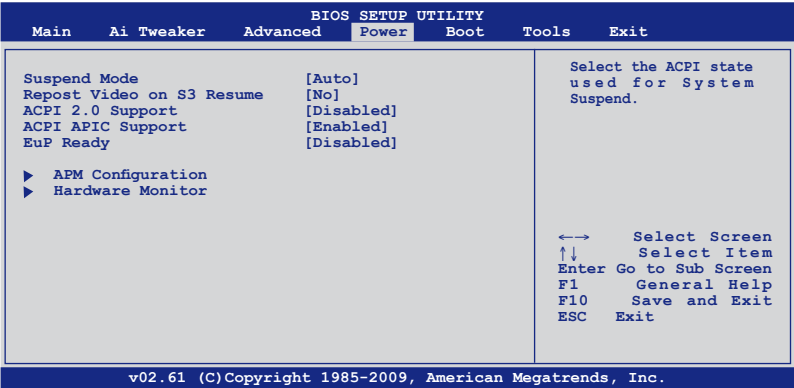 BIOS SETUP UTILITY
Main Ai Tweaker Advanced Power Boot Tools Exit
Suspend Mode [Auto]
Repost Video on S3 Resume [No]
ACPI 2.0 Support [Disabled]
ACPI APIC Support [Enabled]
EuP Ready [Disabled]
▶ APM Configuration
▶ Hardware Monitor
Select the ACPI state
used for System
Suspend.
←→ Select Screen
↑↓ Select Item
Enter Go to Sub Screen
F1 General Help
F10 Save and Exit
ESC Exit
v02.61 (C)Copyright 1985-2009, American Megatrends, Inc.